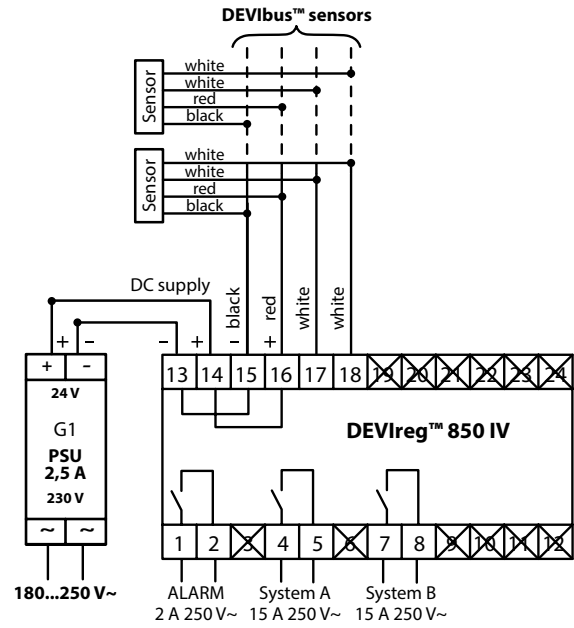 DEVIbus™ sensors
Sensor
white
white
red
black
Sensor
white
white
red
black
DC supply
black
red
white
white
+ – – + – +
+ –
24 V
G1
PSU
2,5 A
230 V
~ ~
180...250 V~
13 14 15 16 17 18 19 20 21 22 23 24
DEVIreg™ 850 IV
1 2 3 4 5 6 7 8 9 10 11 12
ALARM
2 A 250 V~
System A
15 A 250 V~
System B
15 A 250 V~